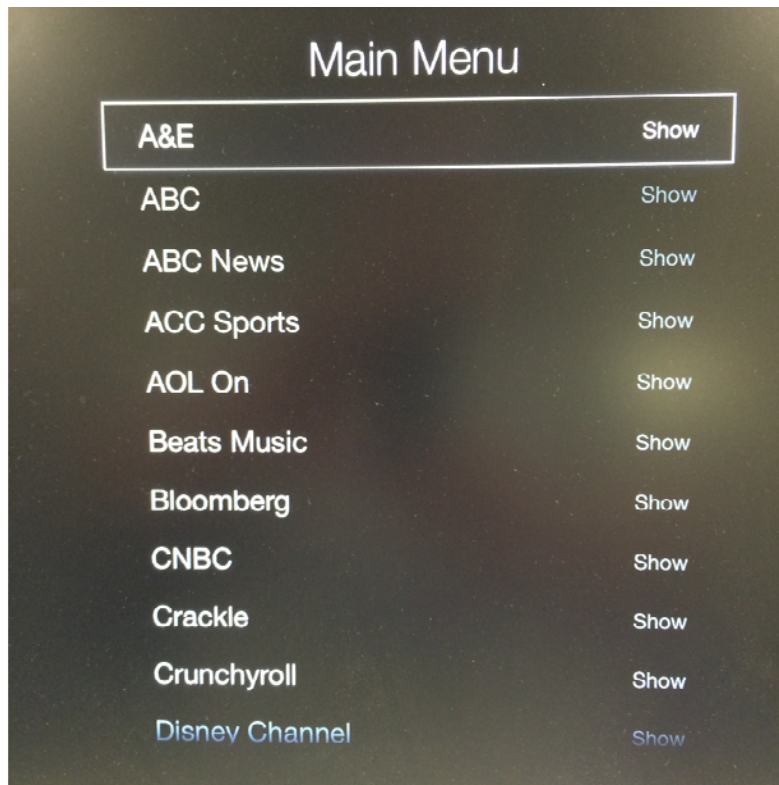 Main Menu
A&E Show
ABC Show
ABC News Show
ACC Sports Show
AOL On Show
Beats Music Show
Bloomberg Show
CNBC Show
Crackle Show
Crunchyroll Show
Disney Channel Show